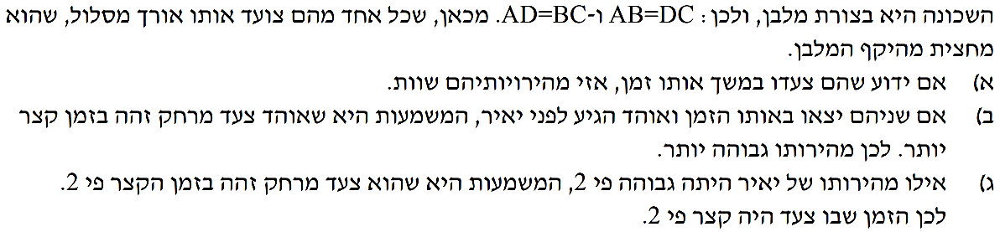 השכונה היא בצורת מלבן, ולכן: AB=DC ו-AD=BC. מכאן, שכל אחד מהם צועד אותו אורך מסלול, שהוא
מחצית מהיקף המלבן.
א) אם ידוע שהם צעדו במשך אותו זמן, אזי מהירויותיהם שוות.
ב) אם שניהם יצאו באותו הזמן ואוהד הגיע לפני יאיר, המשמעות היא שאוהד צעד מרחק זהה בזמן קצר
יותר. לכן מהירותו גבוהה יותר.
ג) אילו מהירותו של יאיר היתה גבוהה פי 2, המשמעות היא שהוא צעד מרחק זהה בזמן הקצר פי 2.
לכן הזמן שבו צעד היה קצר פי 2.